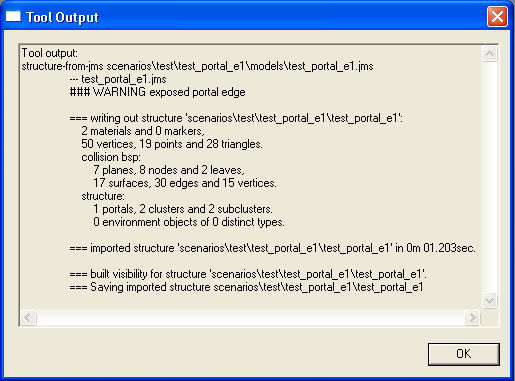 Tool Output
Tool output:
structure-from-jms scenarios\test\test_portal_e1\models\test_portal_e1.jms
--- test_portal_e1.jms
### WARNING exposed portal edge
=== writing out structure 'scenarios\test\test_portal_e1\test_portal_e1':
2 materials and 0 markers,
50 vertices, 19 points and 28 triangles.
collision bsp:
7 planes, 8 nodes and 2 leaves,
17 surfaces, 30 edges and 15 vertices.
structure:
1 portals, 2 clusters and 2 subclusters.
0 environment objects of 0 distinct types.
=== imported structure 'scenarios\test\test_portal_e1\test_portal_e1' in 0m 01.203sec.
=== built visibility for structure 'scenarios\test\test_portal_e1\test_portal_e1'.
=== Saving imported structure scenarios\test\test_portal_e1\test_portal_e1
OK